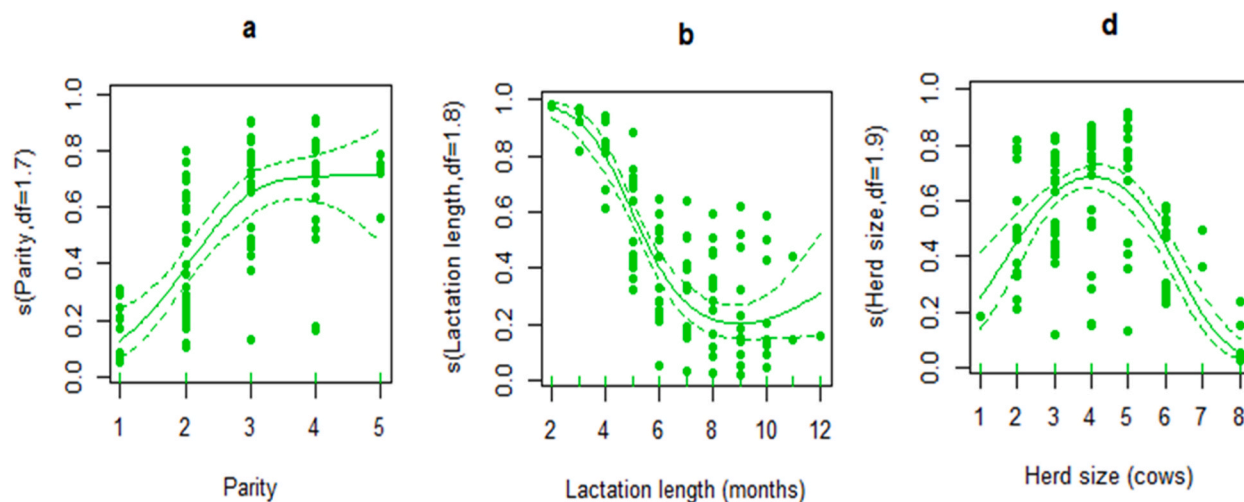 a
s(Parity,df=1.7)
0.0 0.2 0.4 0.6 0.8 1.0
1 2 3 4 5
Parity
b
s(Lactation length,df=1.8)
0.0 0.2 0.4 0.6 0.8 1.0
2 4 6 8 10 12
Lactation length (months)
d
s(Herd size,df=1.9)
0.0 0.2 0.4 0.6 0.8 1.0
1 2 3 4 5 6 7 8
Herd size (cows)